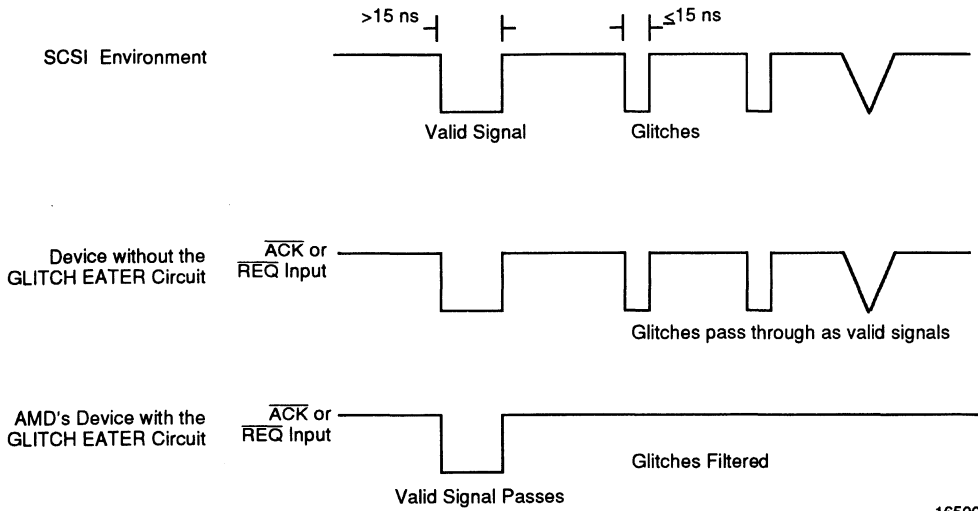 >15 ns
≤15 ns
SCSI Environment
Valid Signal
Glitches
Device without the
GLITCH EATER Circuit
ACK or
REQ Input
Glitches pass through as valid signals
AMD's Device with the
GLITCH EATER Circuit
ACK or
REQ Input
Glitches Filtered
Valid Signal Passes